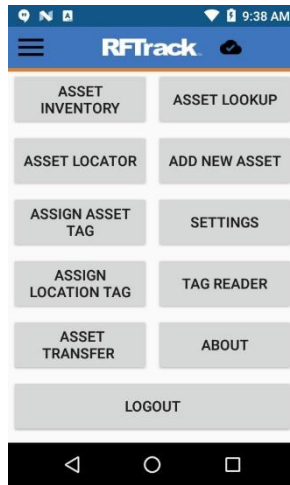 9:38 AM
RFTrack
ASSET
INVENTORY
ASSET LOOKUP
ASSET LOCATOR
ADD NEW ASSET
ASSIGN ASSET
TAG
SETTINGS
ASSIGN
LOCATION TAG
TAG READER
ASSET
TRANSFER
ABOUT
LOGOUT